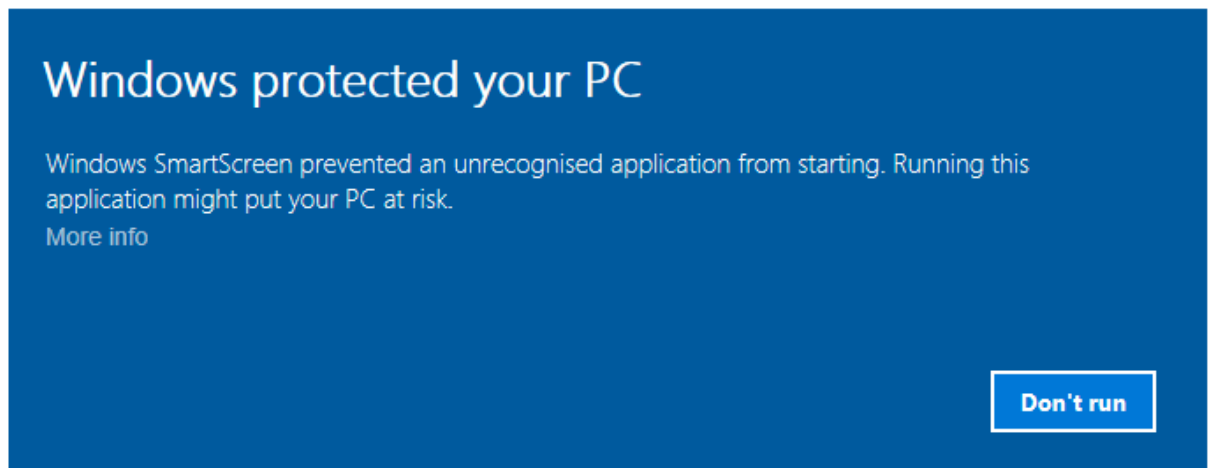 Windows protected your PC
Windows SmartScreen prevented an unrecognised application from starting. Running this
application might put your PC at risk.
More info
Don't run